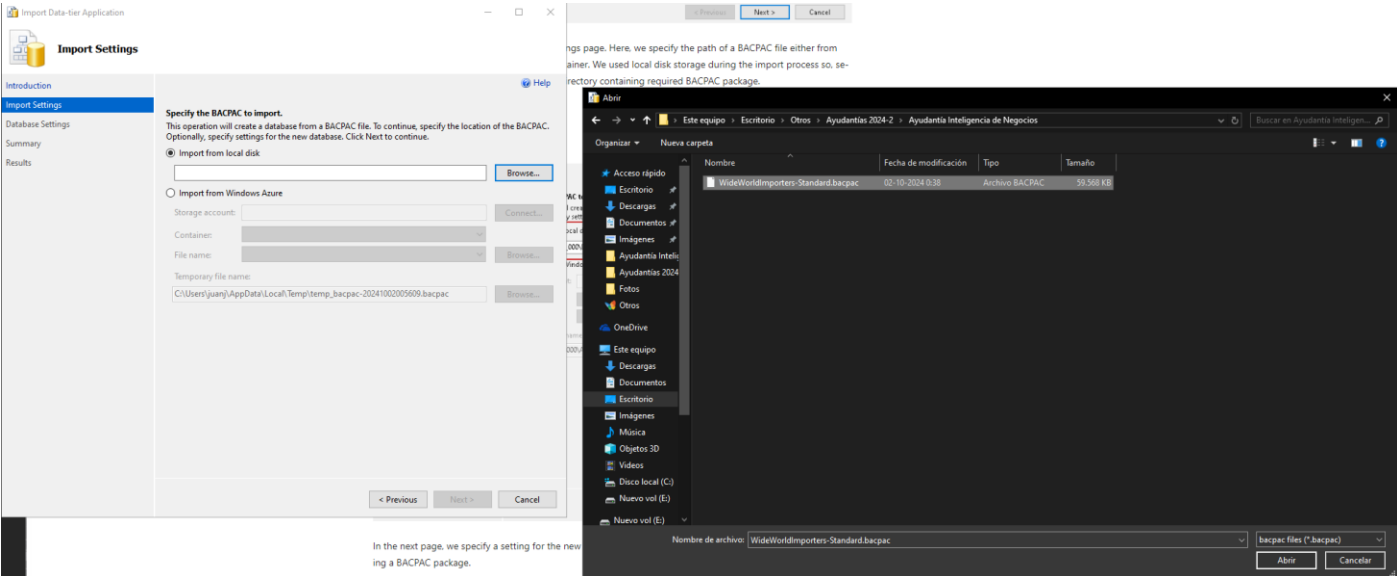 Import Data-tier Application
Import Settings
Introduction
Import Settings
Database Settings
Summary
Results
Help
Specify the BACPAC to import.
This operation will create a database from a BACPAC file. To continue, specify the location of the BACPAC.
Optionally, specify settings for the new database. Click Next to continue.
Import from local disk
Browse...
Import from Windows Azure
Storage account:
Connect...
Container:
File name:
Browse...
Temporary file name:
C:\Users\juanj\AppData\Local\Temp\temp_bacpac-20241002005609.bacpac
Browse...
< Previous
Next >
Cancel
< Previous
Next >
Cancel
ngs page. Here, we specify the path of a BACPAC file either from
ainer. We used local disk storage during the import process so, se-
rectory containing required BACPAC package.
Abrir
Este equipo > Escritorio > Otros > Ayudantías 2024-2 > Ayudantía Inteligencia de Negocios
Buscar en Ayudantía Inteligen...
Organizar
Nueva carpeta
Nombre
Fecha de modificación
Tipo
Tamaño
WideWorldImporters-Standard.bacpac
02-10-2024 0:38
Archivo BACPAC
59.568 KB
Acceso rápido
Escritorio
Descargas
Documentos
Imágenes
Ayudantía Intelig
Ayudantías 2024
Fotos
Otros
OneDrive
Este equipo
Descargas
Documentos
Escritorio
Imágenes
Música
Objetos 3D
Videos
Disco local (C:)
Nuevo vol (E:)
Nuevo vol (E:)
Nombre de archivo:
WideWorldImporters-Standard.bacpac
bacpac files (*.bacpac)
Abrir
Cancelar
In the next page, we specify a setting for the new
ing a BACPAC package.